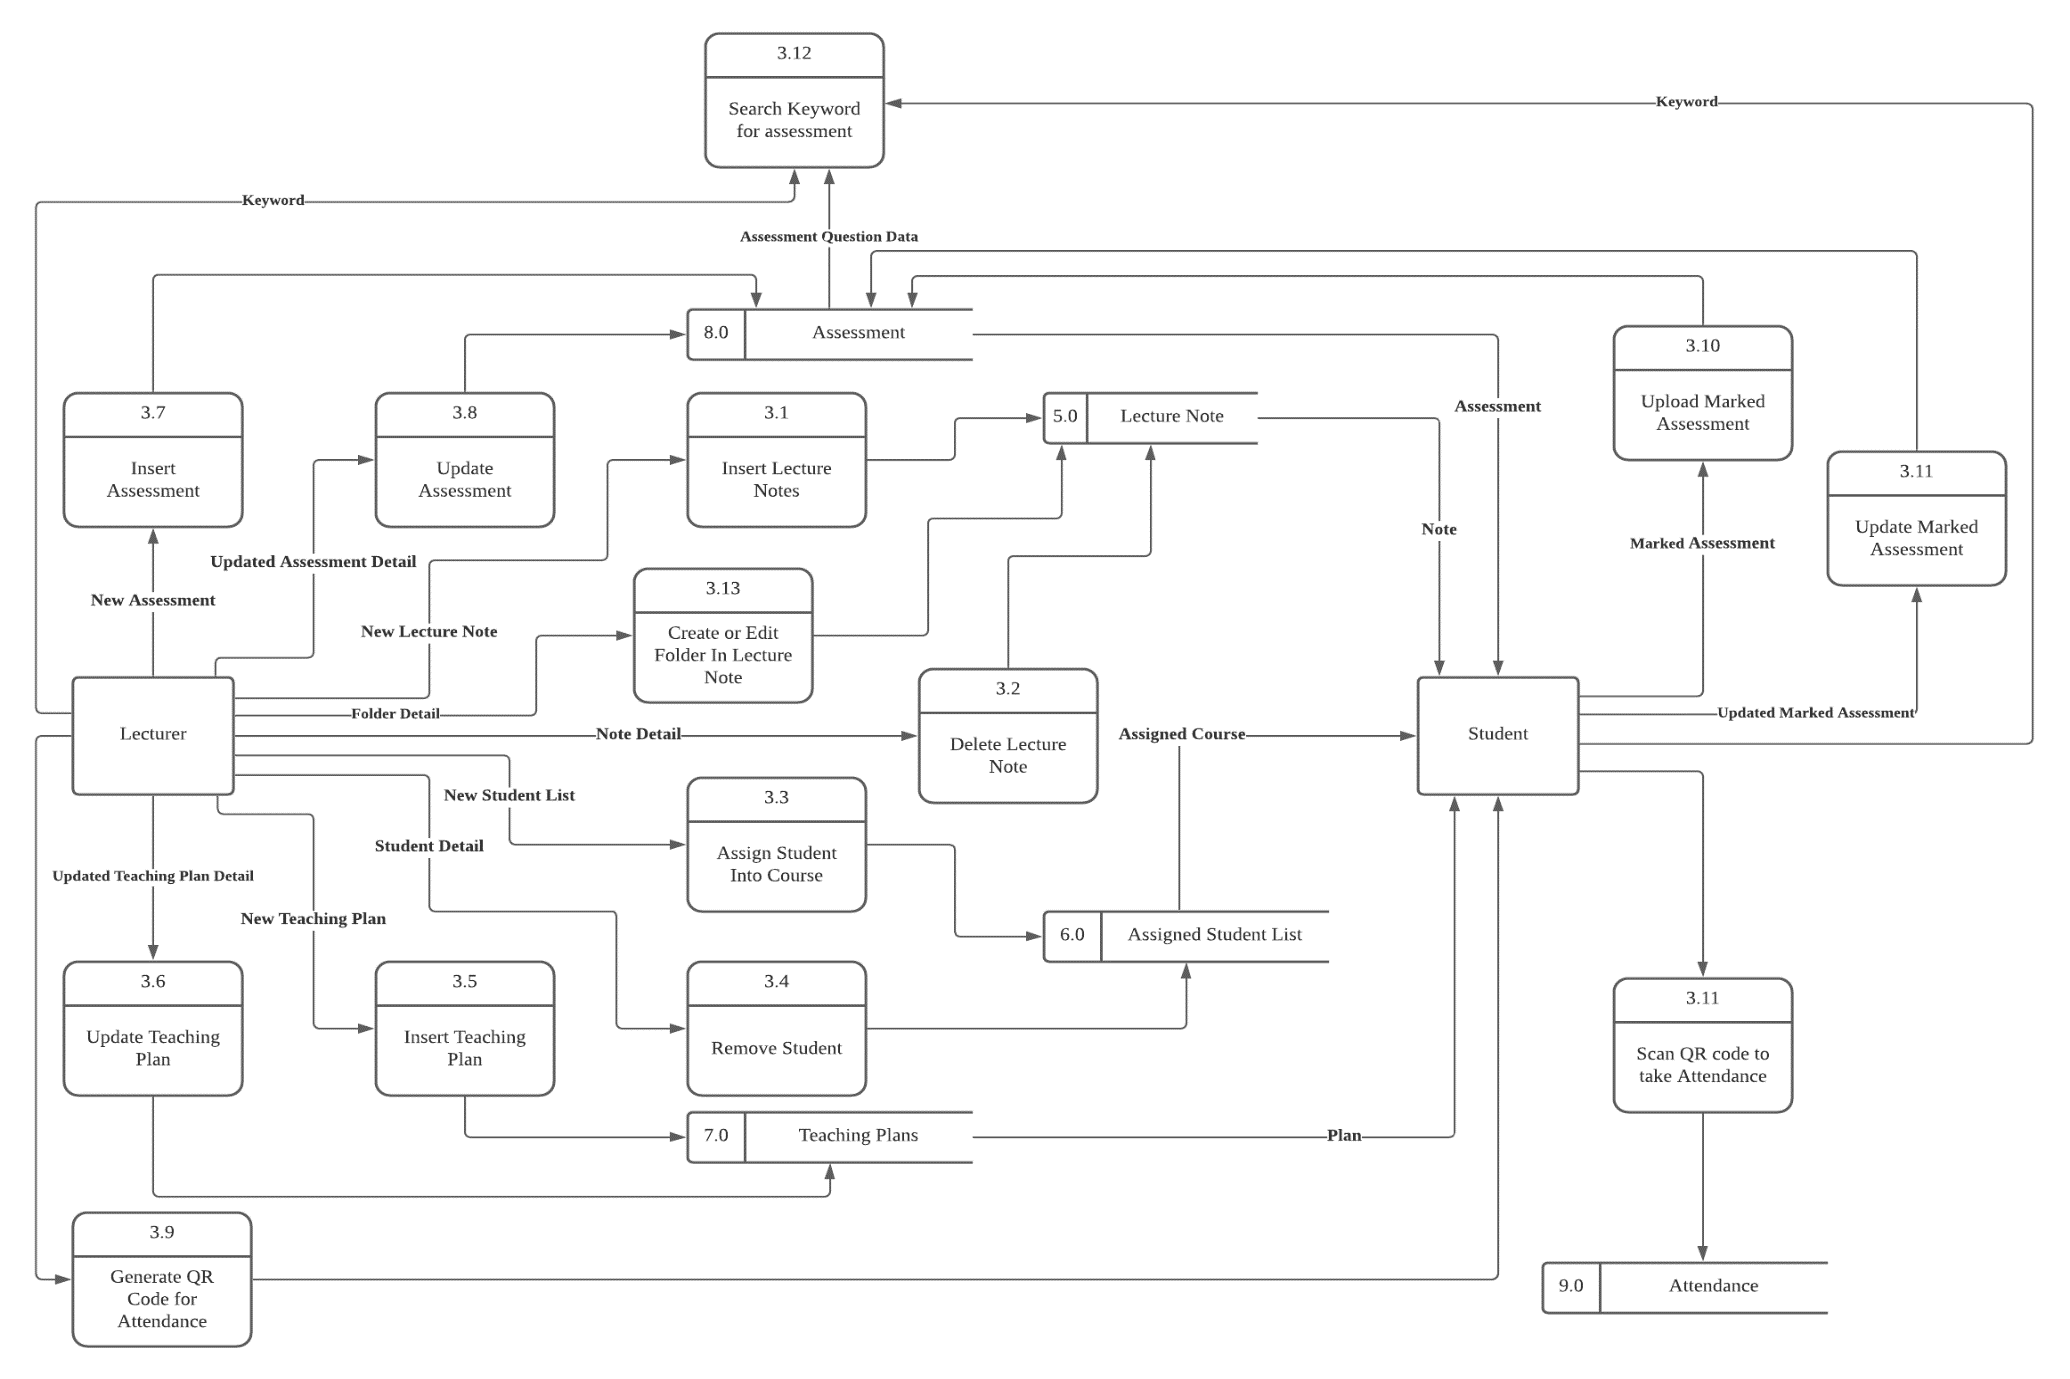 3.12
Search Keyword
for assessment
Keyword
Keyword
Assessment Question Data
8.0
Assessment
3.10
Upload Marked
Assessment
3.7
Insert
Assessment
3.8
Update
Assessment
3.1
Insert Lecture
Notes
5.0
Lecture Note
Assessment
3.11
Update Marked
Assessment
Note
Marked Assessment
Updated Assessment Detail
New Assessment
3.13
Create or Edit
Folder In Lecture
Note
New Lecture Note
3.2
Delete Lecture
Note
Lecturer
Folder Detail
Note Detail
Assigned Course
Student
Updated Marked Assessment
New Student List
3.3
Assign Student
Into Course
Student Detail
Updated Teaching Plan Detail
New Teaching Plan
6.0
Assigned Student List
3.6
Update Teaching
Plan
3.5
Insert Teaching
Plan
3.4
Remove Student
3.11
Scan QR code to
take Attendance
7.0
Teaching Plans
Plan
3.9
Generate QR
Code for
Attendance
9.0
Attendance